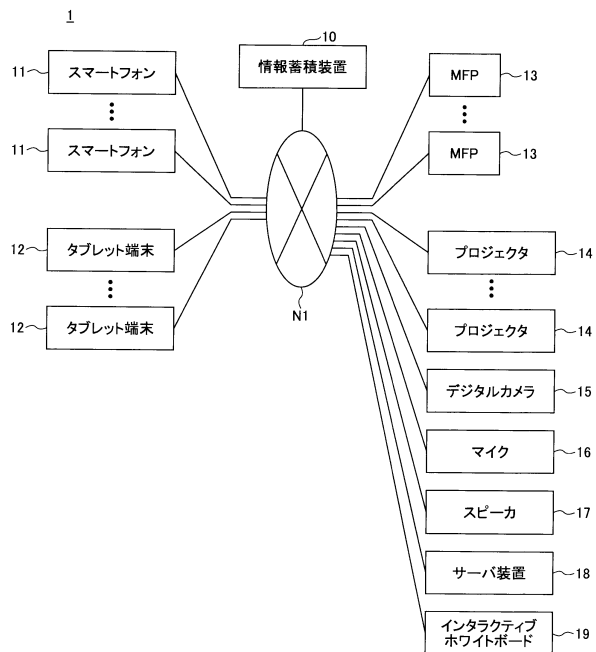 1
10
情報蓄積装置
11
スマートフォン
11
スマートフォン
12
タブレット端末
12
タブレット端末
N1
MFP
13
MFP
13
プロジェクタ
14
プロジェクタ
14
デジタルカメラ
15
マイク
16
スピーカ
17
サーバ装置
18
インタラクティブ
ホワイトボード
19